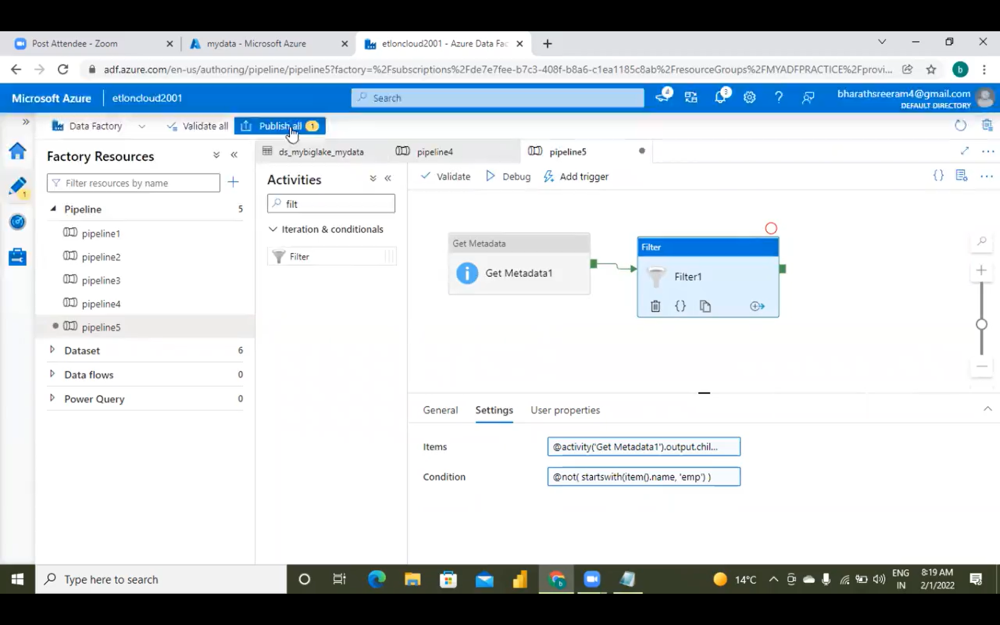 Post Attendee - Zoom
mydata - Microsoft Azure
etloncloud2001 - Azure Data Fac
adf.azure.com/en-us/authoring/pipeline/pipeline5?factory=%2Fsubscriptions%2Fde7e7fee-b7c3-408f-b8a6-c1ea1185c8ab%2FresourceGroups%2FMYADFPRACTICE%2Fprovi...
b
Microsoft Azure
etloncloud2001
Search
4
3
bharathsreeram4@gmail.com
DEFAULT DIRECTORY
Data Factory
Validate all
Publish all
1
Factory Resources
Filter resources by name
1
Pipeline
5
pipeline1
pipeline2
pipeline3
pipeline4
pipeline5
Dataset
6
Data flows
0
Power Query
0
ds_mybiglake_mydata
pipeline4
pipeline5
Activities
filt
Iteration & conditionals
Filter
Validate
Debug
Add trigger
Get Metadata
Get Metadata1
Filter
Filter1
General
Settings
User properties
Items
@activity('Get Metadata1').output.chil...
Condition
@not( startswith(item().name, 'emp') )
Type here to search
b
14°C
ENG
IN
8:19 AM
2/1/2022